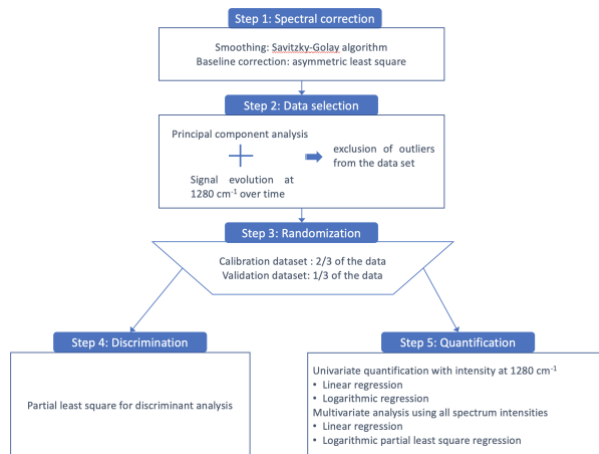 Step 1: Spectral correction
Smoothing: Savitzky-Golay algorithm
Baseline correction: asymmetric least square
Step 2: Data selection
Principal component analysis
Signal evolution at
1280 cm⁻¹ over time
exclusion of outliers
from the data set
Step 3: Randomization
Calibration dataset : 2/3 of the data
Validation dataset: 1/3 of the data
Step 4: Discrimination
Partial least square for discriminant analysis
Step 5: Quantification
Univariate quantification with intensity at 1280 cm⁻¹
• Linear regression
• Logarithmic regression
Multivariate analysis using all spectrum intensities
• Linear regression
• Logarithmic partial least square regression